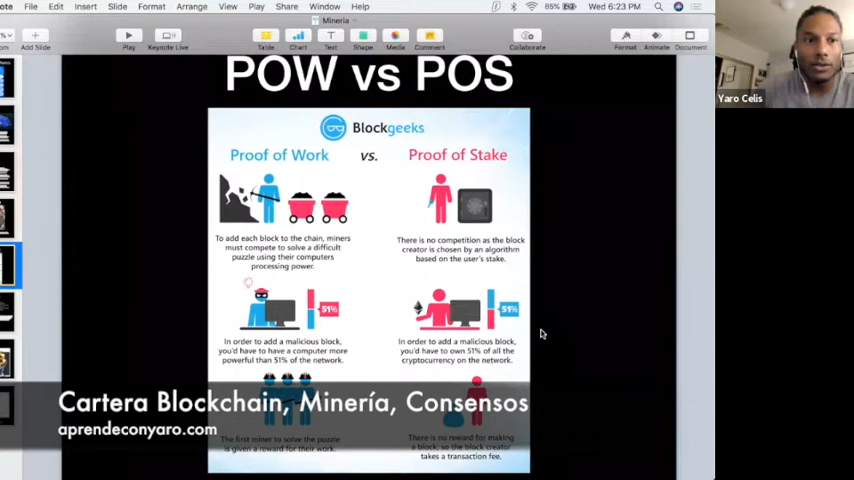 ote File Edit Insert Slide Format Arrange View Play Share Window Help
85% Wed 6:23 PM
Minería
Add Slide
Play
Keynote Live
Table
Chart
Text
Shape
Media
Comment
Collaborate
Format
Animate
Document
Yaro Celis
POW vs POS
Blockgeeks
Proof of Work vs. Proof of Stake
To add each block to the chain, miners
must compete to solve a difficult
puzzle using their computers
processing power.
There is no competition as the block
creator is chosen by an algorithm
based on the user's stake.
51%
51%
In order to add a malicious block,
you'd have to have a computer more
powerful than 51% of the network.
In order to add a malicious block,
you'd have to own 51% of all the
cryptocurrency on the network.
Cartera Blockchain, Minería, Consensos
aprendeconyaro.com
The first miner to solve the puzzle
is given a reward for their work.
There is no reward for making
a block, so the block creator
takes a transaction fee.